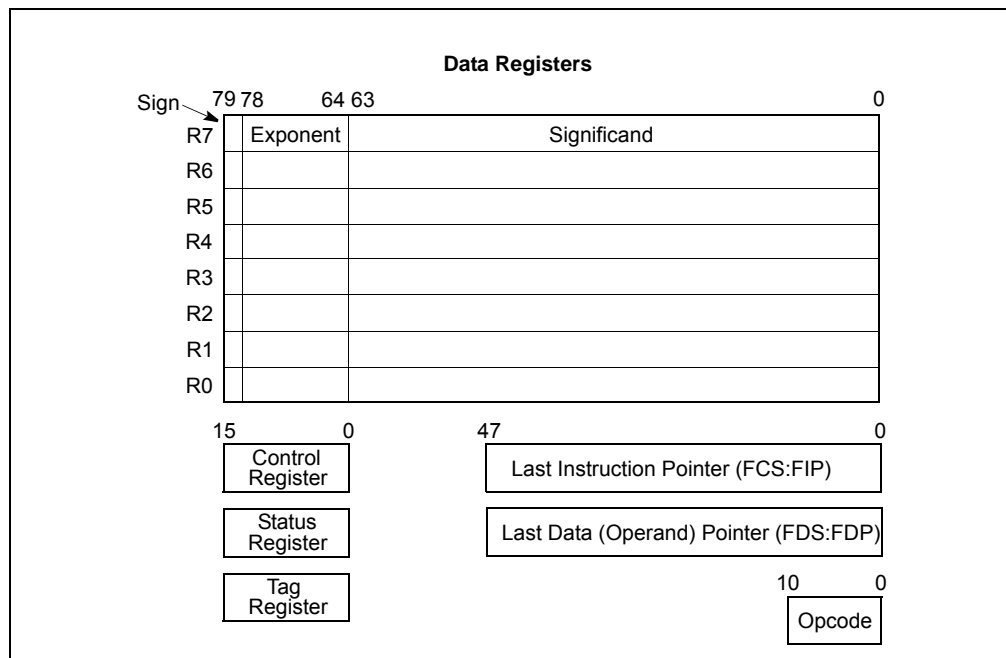 Data Registers
Sign 79 78 64 63 0
R7 Exponent Significand
R6
R5
R4
R3
R2
R1
R0
15 0 47 0
Control
Register
Last Instruction Pointer (FCS:FIP)
Status
Register
Last Data (Operand) Pointer (FDS:FDP)
Tag
Register
10 0
Opcode